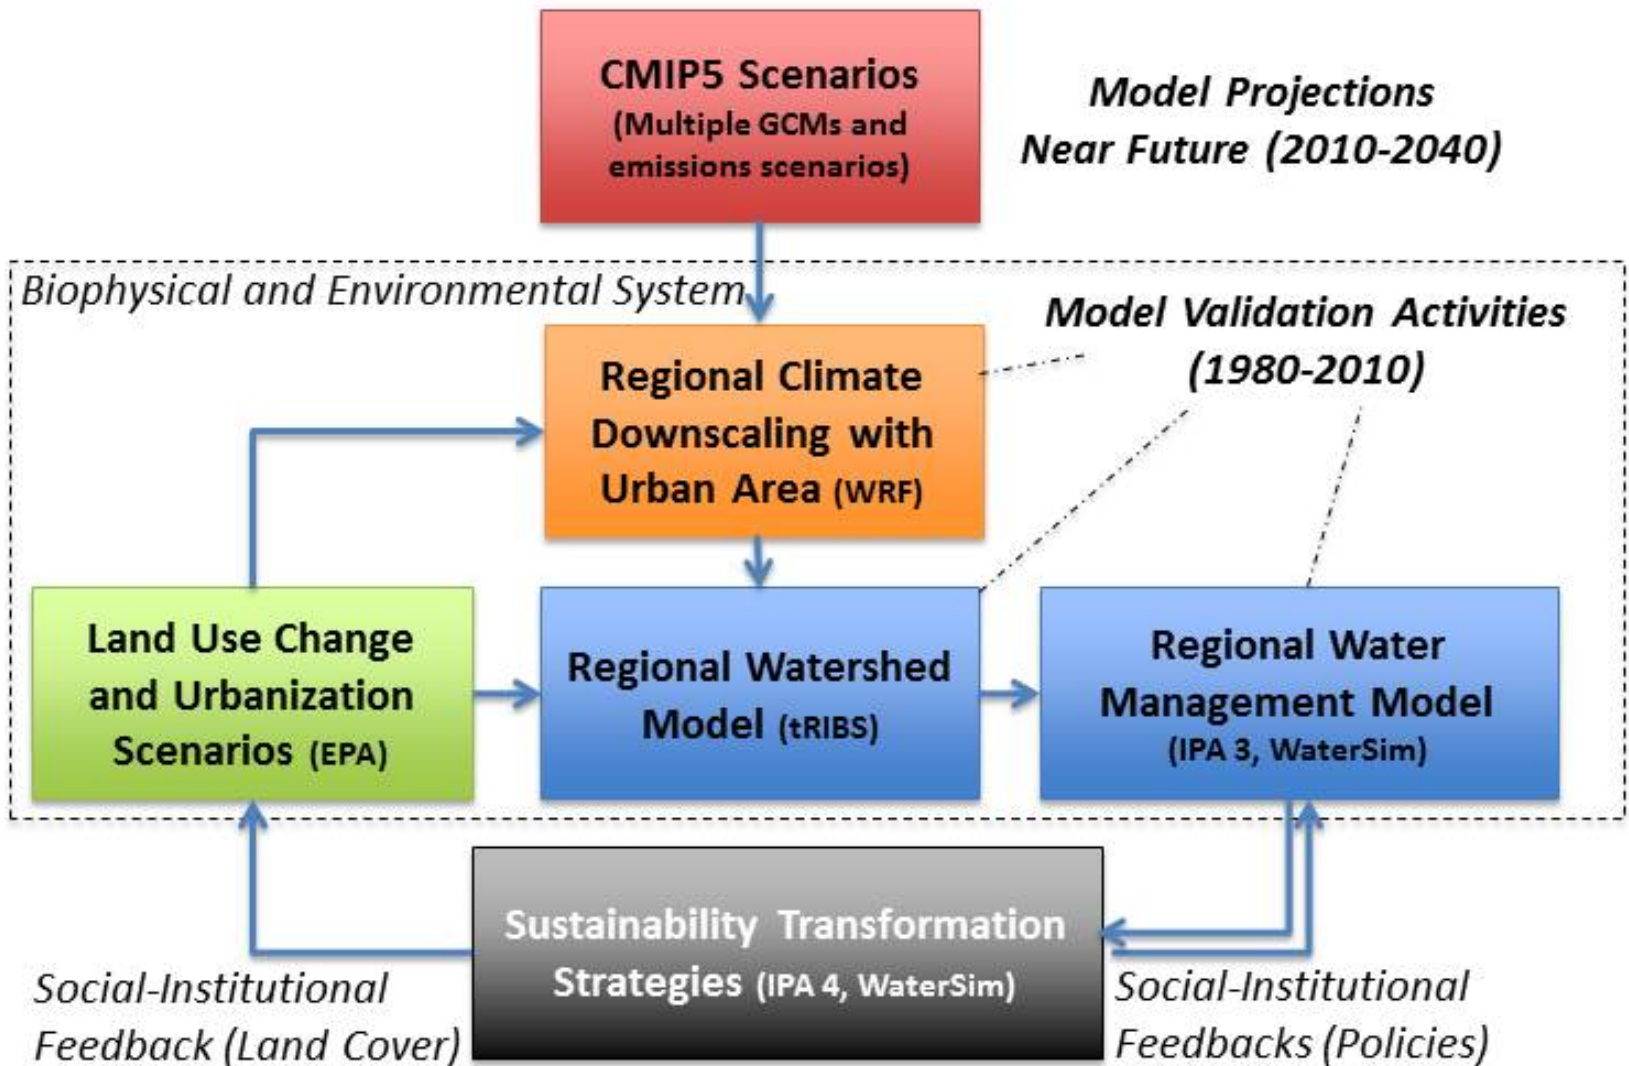 CMIP5 Scenarios
(Multiple GCMs and
emissions scenarios)
Model Projections
Near Future (2010-2040)
Biophysical and Environmental System
Model Validation Activities
(1980-2010)
Regional Climate
Downscaling with
Urban Area (WRF)
Land Use Change
and Urbanization
Scenarios (EPA)
Regional Watershed
Model (tRIBS)
Regional Water
Management Model
(IPA 3, WaterSim)
Sustainability Transformation
Strategies (IPA 4, WaterSim)
Social-Institutional
Feedback (Land Cover)
Social-Institutional
Feedbacks (Policies)